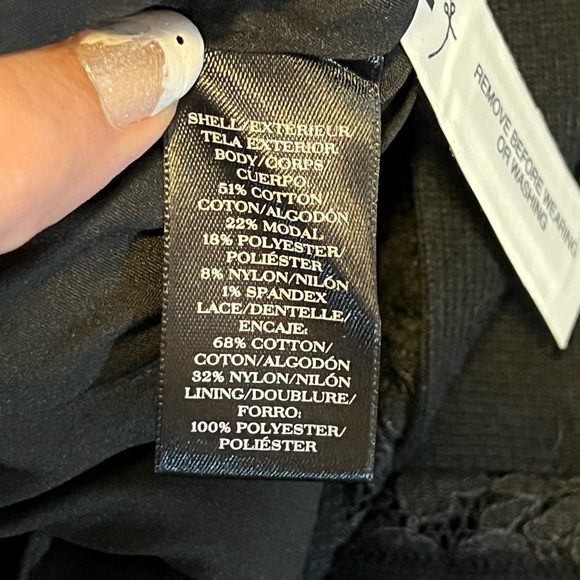 SHELL/EXTÉRIEUR/
TELA EXTERIOR
BODY/CORPS/
CUERPO:
51% COTTON/
COTON/ALGODÓN
22% MODAL
18% POLYESTER/
POLIÉSTER
8% NYLON/NILÓN
1% SPANDEX
LACE/DENTELLE/
ENCAJE:
68% COTTON/
COTON/ALGODÓN
32% NYLON/NILÓN
LINING/DOUBLURE/
FORRO:
100% POLYESTER/
POLIÉSTER
REMOVE BEFORE WEARING
OR WASHING